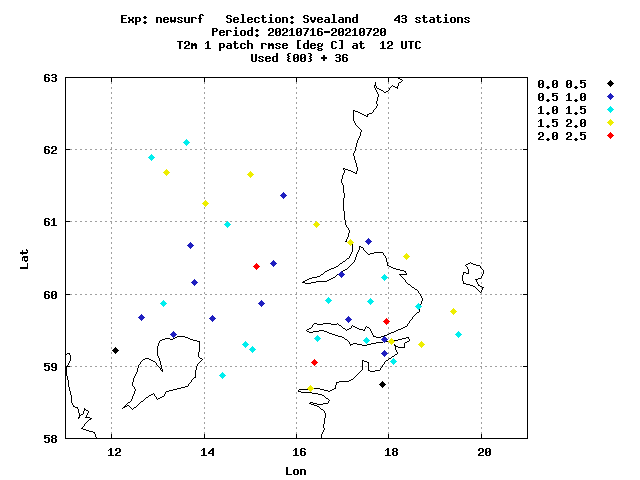 Exp: newsurf   Selection: Svealand     43 stations
Period: 20210716-20210720
T2m 1 patch rmse [deg C] at  12 UTC
Used {00} + 36
63
62
61
60
59
58
Lat
12 14 16 18 20
Lon
0.0 0.5
0.5 1.0
1.0 1.5
1.5 2.0
2.0 2.5